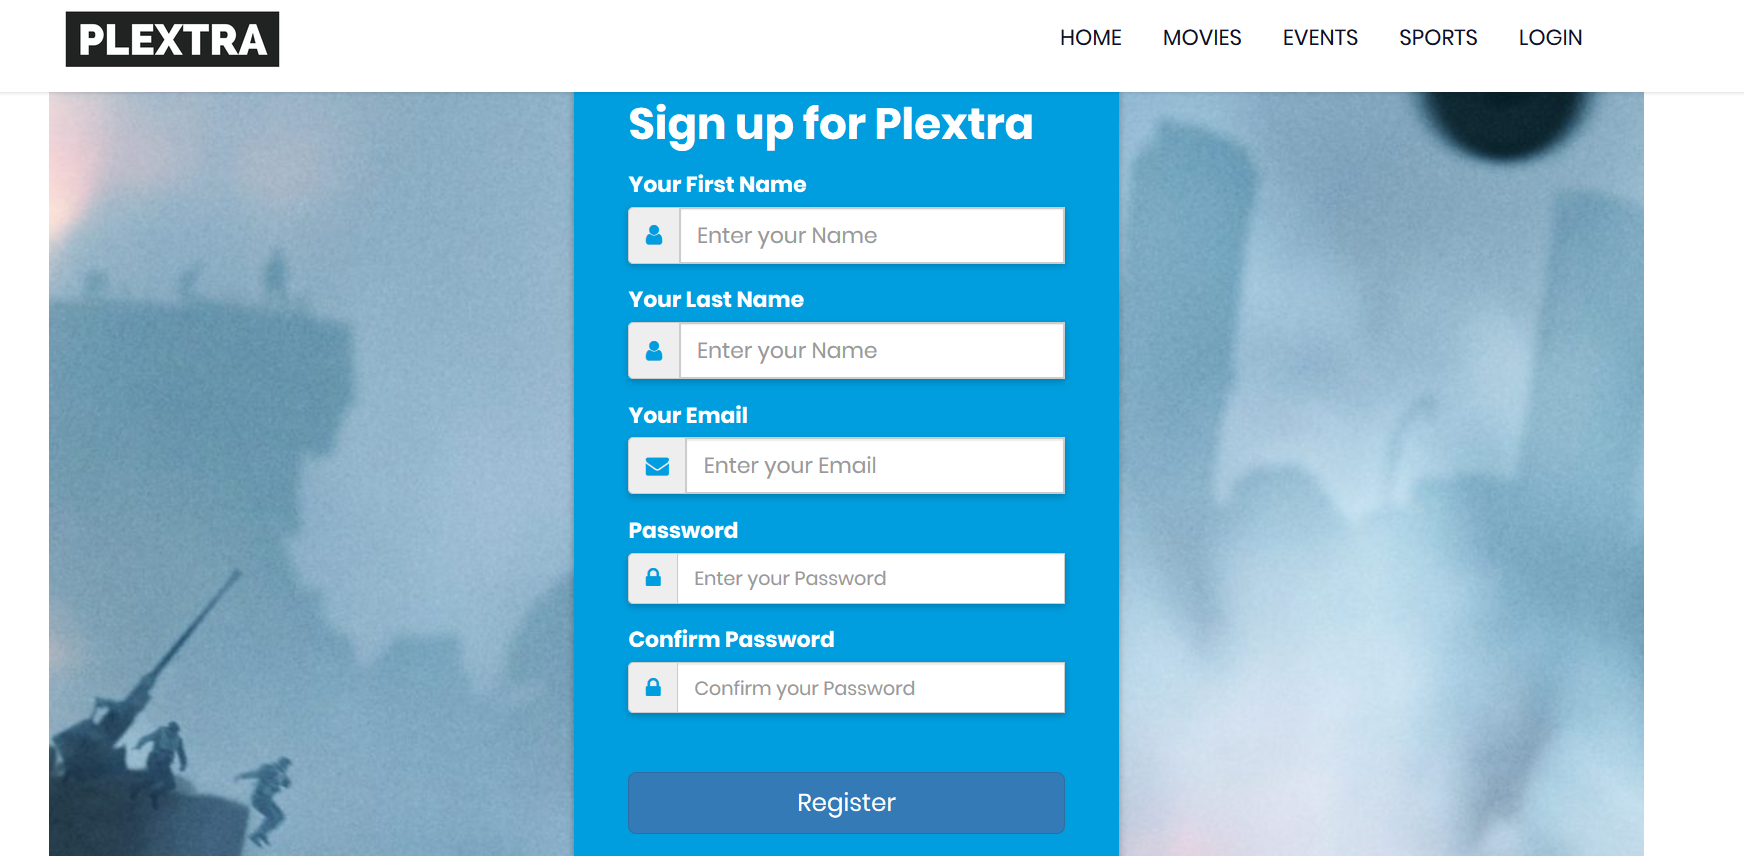 PLEXTRA
HOME MOVIES EVENTS SPORTS LOGIN
Sign up for Plextra
Your First Name
Enter your Name
Your Last Name
Enter your Name
Your Email
Enter your Email
Password
Enter your Password
Confirm Password
Confirm your Password
Register